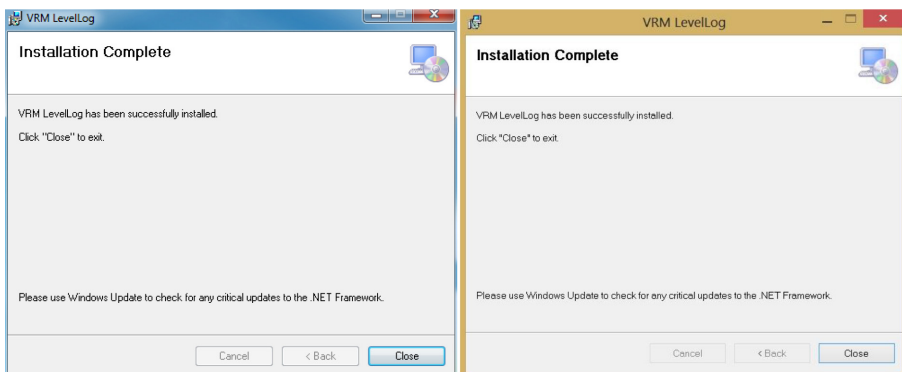 VRM LevelLog
Installation Complete
VRM LevelLog has been successfully installed.
Click "Close" to exit.
Please use Windows Update to check for any critical updates to the .NET Framework.
Cancel
< Back
Close
VRM LevelLog
Installation Complete
VRM LevelLog has been successfully installed.
Click "Close" to exit.
Please use Windows Update to check for any critical updates to the .NET Framework.
Cancel
< Back
Close